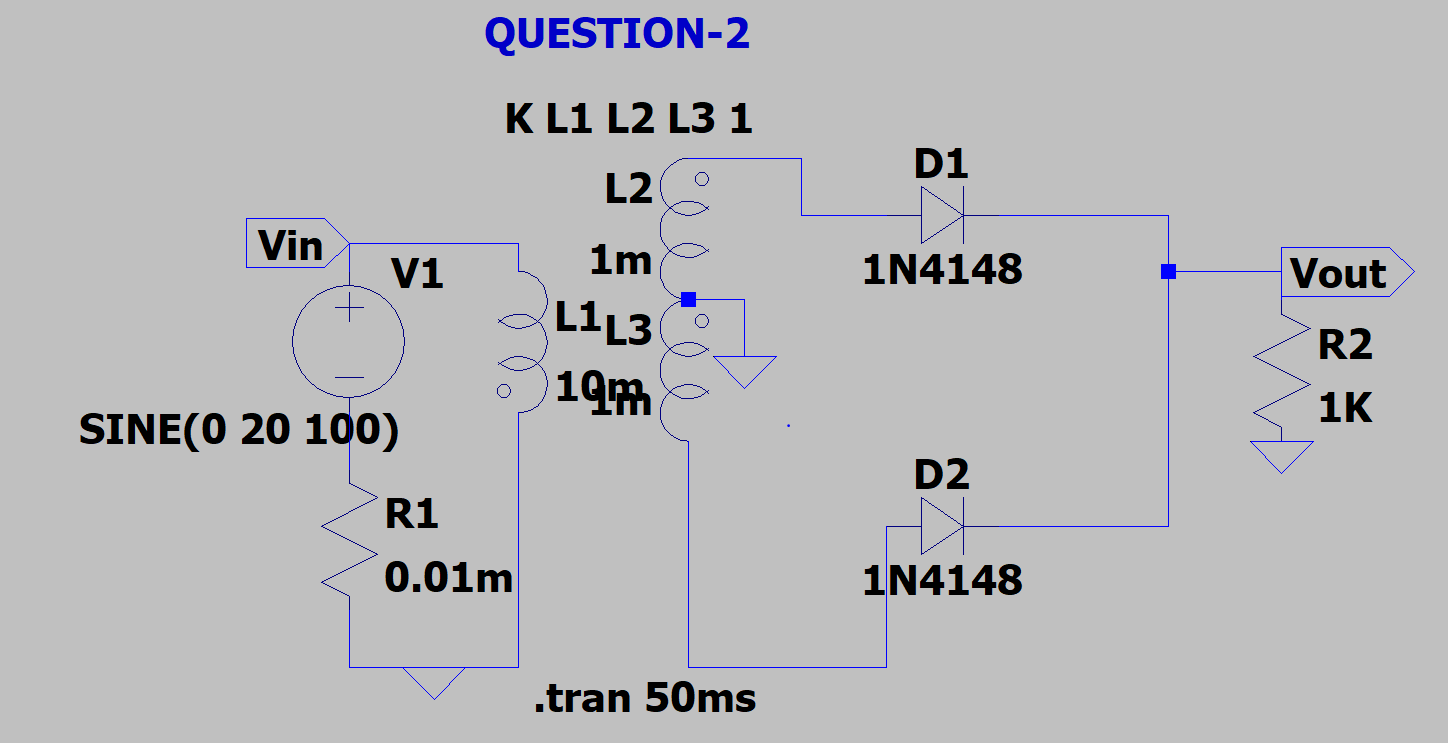 QUESTION-2
K L1 L2 L3 1
D1
L2
Vin
V1
1m
1N4148
Vout
L1
L3
R2
10m
1m
1K
SINE(0 20 100)
D2
R1
0.01m
1N4148
.tran 50ms